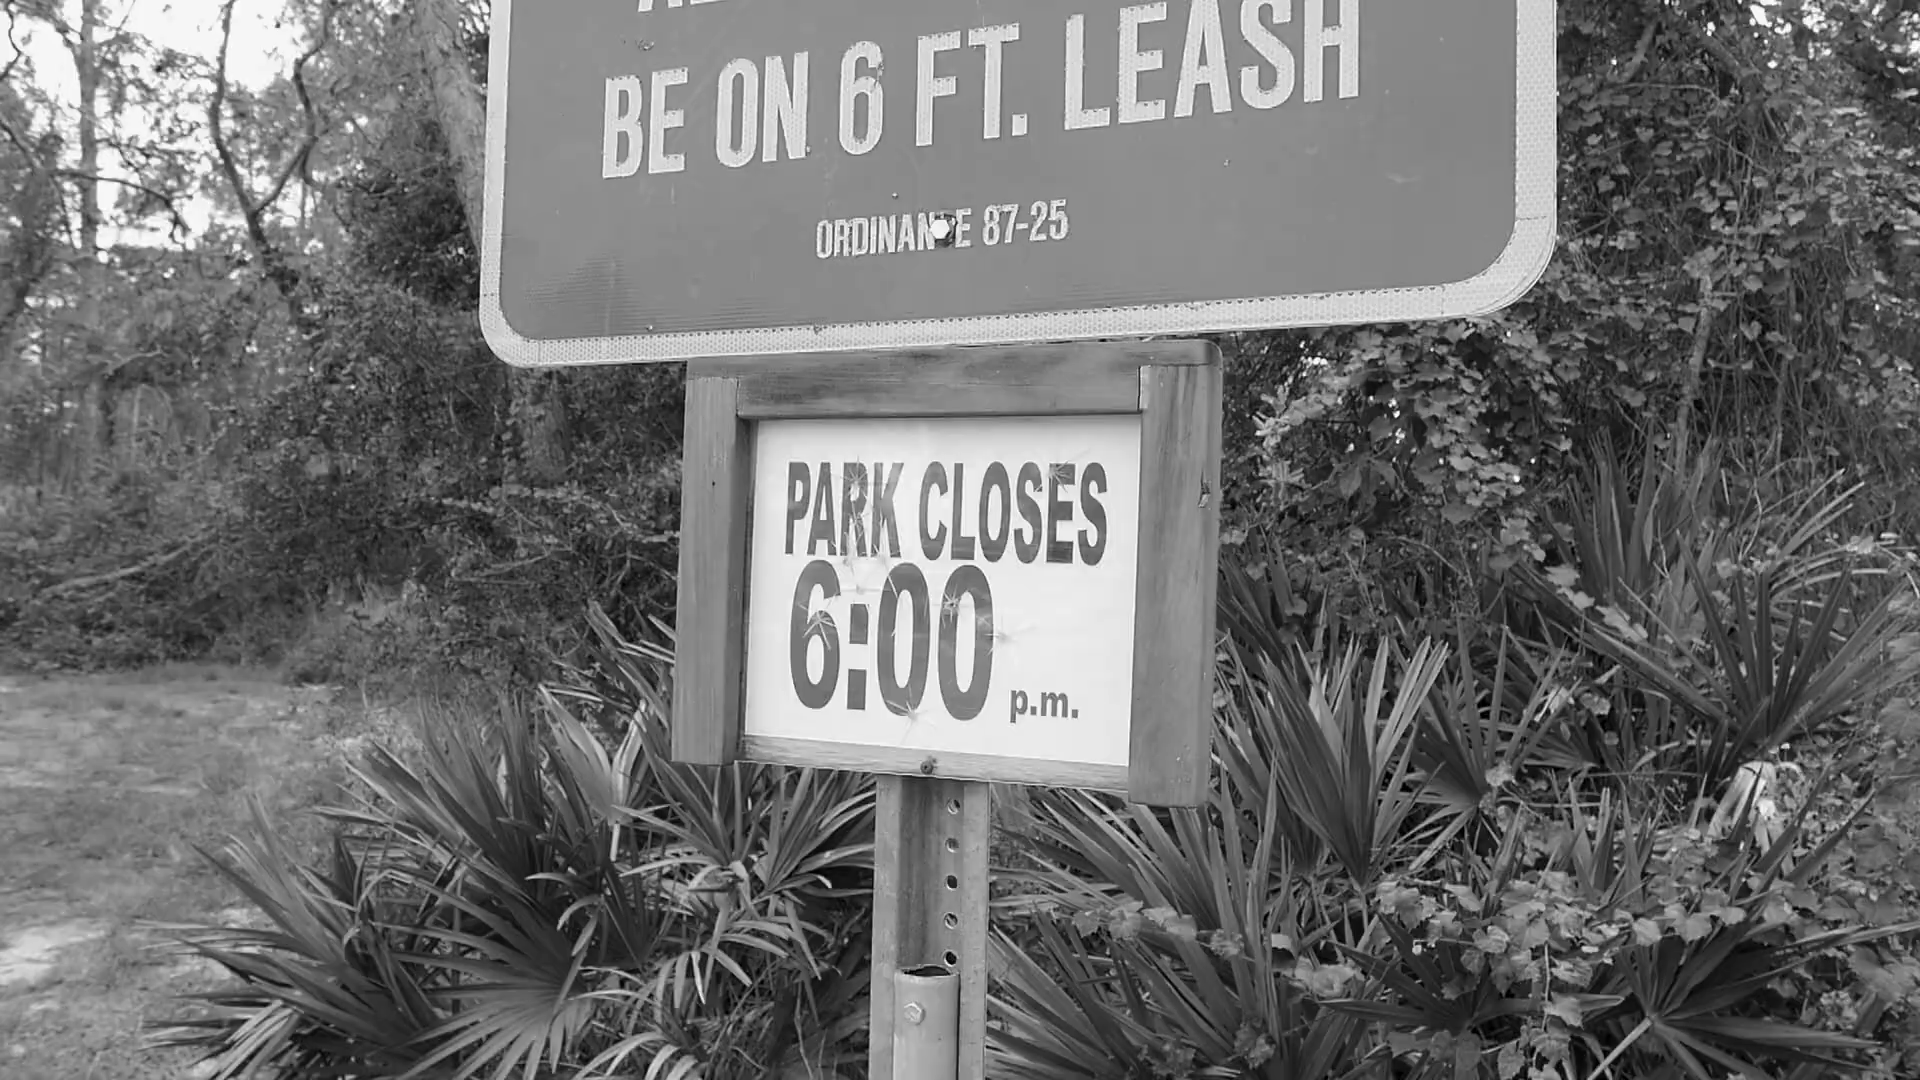 BE ON 6 FT. LEASH
ORDINANCE 87-25
PARK CLOSES
6:00 p.m.